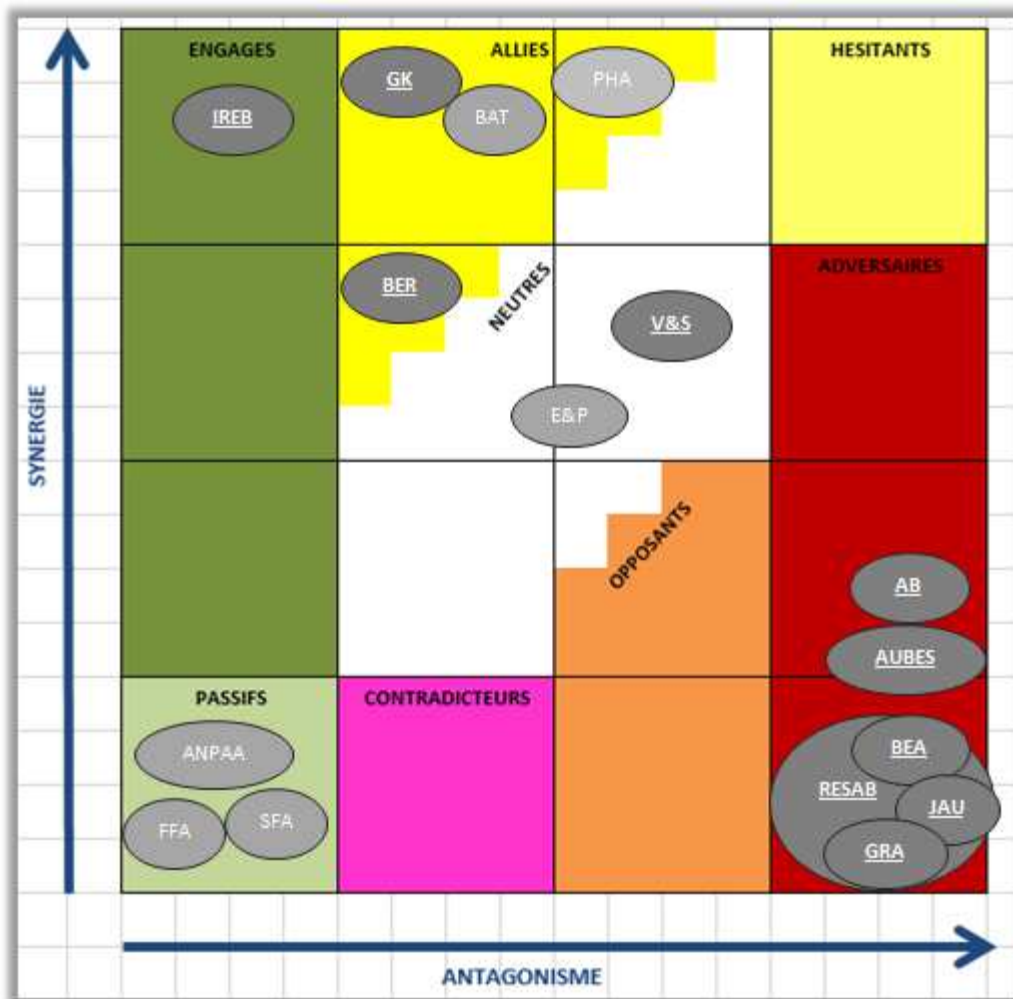 ENGAGES
ALLIES
HESITANTS
GK
PHA
IREB
BAT
ADVERSAIRES
BER
NEUTRES
V&S
E&P
SYNERGIE
OPPOSANTS
AB
AUBES
PASSIFS
CONTRADICTEURS
ANPAA
BEA
RESAB
JAU
FFA
SFA
GRA
ANTAGONISME